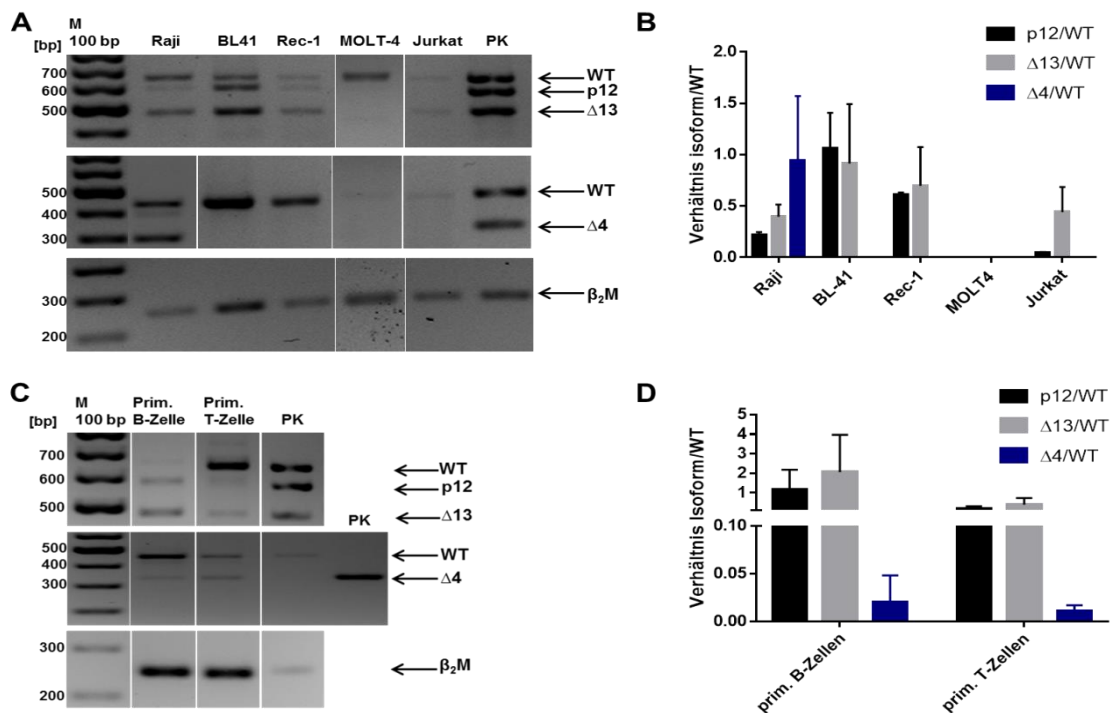 A
M
100 bp
[bp]
Raji BL41 Rec-1 MOLT-4 Jurkat PK
700
600
500
WT
p12
Δ13
500
400
300
WT
Δ4
300
200
β₂M
B
Verhältnis isoform/WT
2.0
1.5
1.0
0.5
0.0
p12/WT
Δ13/WT
Δ4/WT
Raji BL-41 Rec-1 MOLT4 Jurkat
C
M
100 bp
[bp]
Prim.
B-Zelle
Prim.
T-Zelle
PK
700
600
500
WT
p12
Δ13
PK
500
400
300
WT
Δ4
300
200
β₂M
D
Verhältnis Isoform/WT
5
4
3
2
1
0.10
0.05
0.00
p12/WT
Δ13/WT
Δ4/WT
prim. B-Zellen prim. T-Zellen